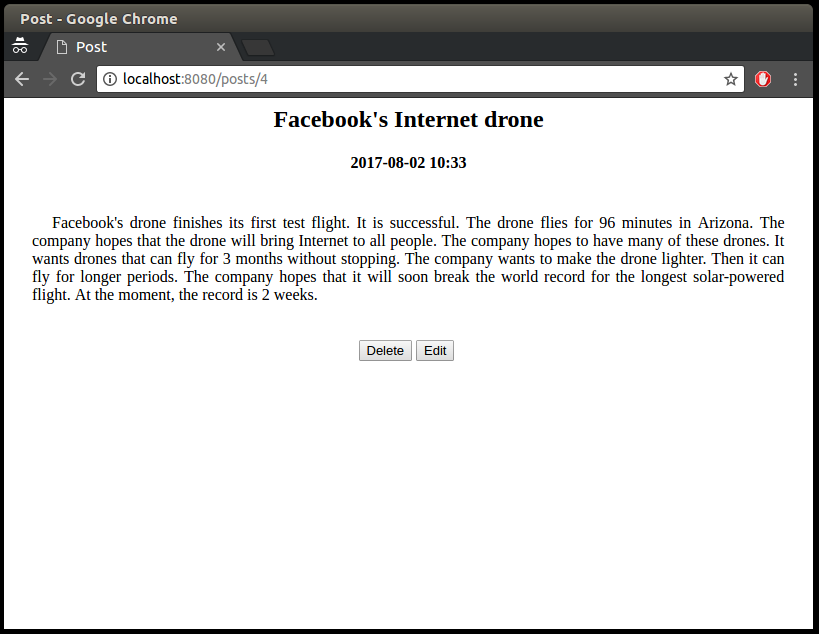 Post - Google Chrome
Post
localhost:8080/posts/4
Facebook's Internet drone
2017-08-02 10:33
Facebook's drone finishes its first test flight. It is successful. The drone flies for 96 minutes in Arizona. The
company hopes that the drone will bring Internet to all people. The company hopes to have many of these drones. It
wants drones that can fly for 3 months without stopping. The company wants to make the drone lighter. Then it can
fly for longer periods. The company hopes that it will soon break the world record for the longest solar-powered
flight. At the moment, the record is 2 weeks.
Delete Edit